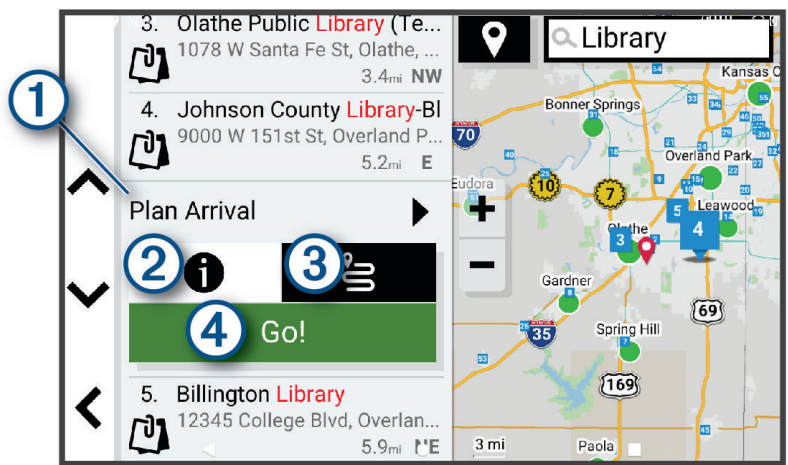 3. Olathe Public Library (Te...
1078 W Santa Fe St, Olathe, ...
3.4mi NW
4. Johnson County Library-Bl
9000 W 151st St, Overland P...
5.2mi E
1
Plan Arrival
2
3
4
Go!
5. Billington Library
12345 College Blvd, Overlan...
5.9mi NE
Library
Kansas C
Bonner Springs
70
Overland Park
Eudora
10
7
Leawood
5
4
+
Olathe
3
−
Gardner
69
35
Spring Hill
169
3 mi
Paola